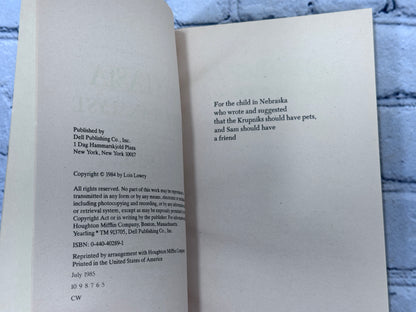 Published by
Dell Publishing Co., Inc.
1 Dag Hammarskjold Plaza
New York, New York 10017
Copyright © 1984 by Lois Lowry
All rights reserved. No part of this work may be reproduced
transmitted in any form or by any means, electronic or
including photocopying and recording, or by any information
or retrieval system, except as may be expressly permitted
Copyright Act or in writing by the publisher.
Houghton Mifflin Company, Boston, Massachusetts
Yearling ® TM 913705, Dell Publishing Co., Inc.
ISBN: 0-440-40289-1
Reprinted by arrangement with Houghton Mifflin Company
Printed in the United States of America
July 1985
10 9 8 7 6 5
CW
For the child in Nebraska
who wrote and suggested
that the Krupniks should have pets,
and Sam should have
a friend